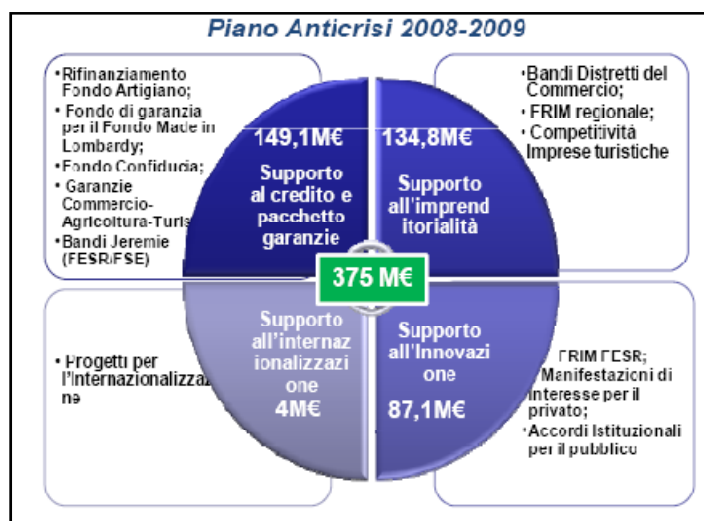 Piano Anticrisi 2008-2009
•Rifinanziamento
Fondo Artigiano;
• Fondo di garanzia
per il Fondo Made in
Lombardy;
•Fondo Confiducia;
• Garanzie
Commercio-
Agricoltura-Turis
•Bandi Jeremie
(FESR/FSE)
149,1M€
Supporto
al credito e
pacchetto
garanzie
134,8M€
Supporto
all'imprend
itorialità
•Bandi Distretti del
Commercio;
•FRIM regionale;
• Competitività
Imprese turistiche
375 M€
• Progetti per
l'Internazionalizzazi
ne
Supporto
all'internaz
ionalizzazi
one
4M€
Supporto
all'Innovazi
one
87,1M€
FRIM FESR;
Manifestazioni di
interesse per il
privato;
•Accordi Istituzionali
per il pubblico